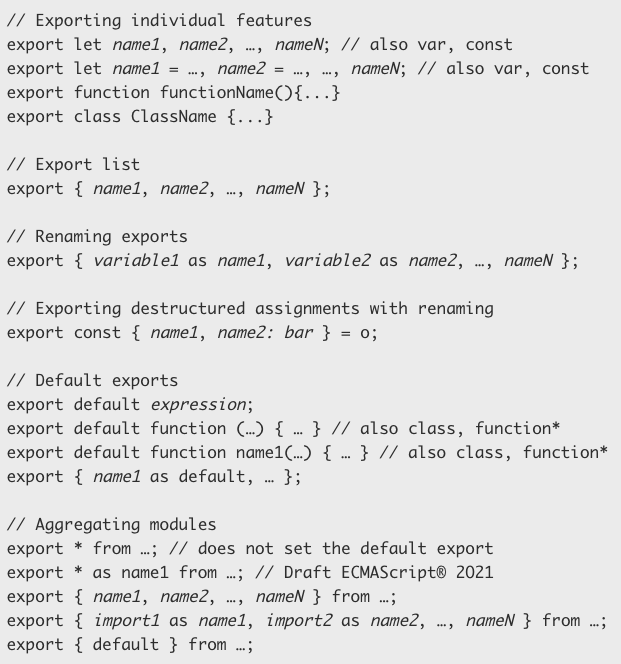 // Exporting individual features
export let name1, name2, …, nameN; // also var, const
export let name1 = …, name2 = …, …, nameN; // also var, const
export function functionName(){...}
export class ClassName {...}

// Export list
export { name1, name2, …, nameN };

// Renaming exports
export { variable1 as name1, variable2 as name2, …, nameN };

// Exporting destructured assignments with renaming
export const { name1, name2: bar } = o;

// Default exports
export default expression;
export default function (…) { … } // also class, function*
export default function name1(…) { … } // also class, function*
export { name1 as default, … };

// Aggregating modules
export * from …; // does not set the default export
export * as name1 from …; // Draft ECMAScript® 2021
export { name1, name2, …, nameN } from …;
export { import1 as name1, import2 as name2, …, nameN } from …;
export { default } from …;